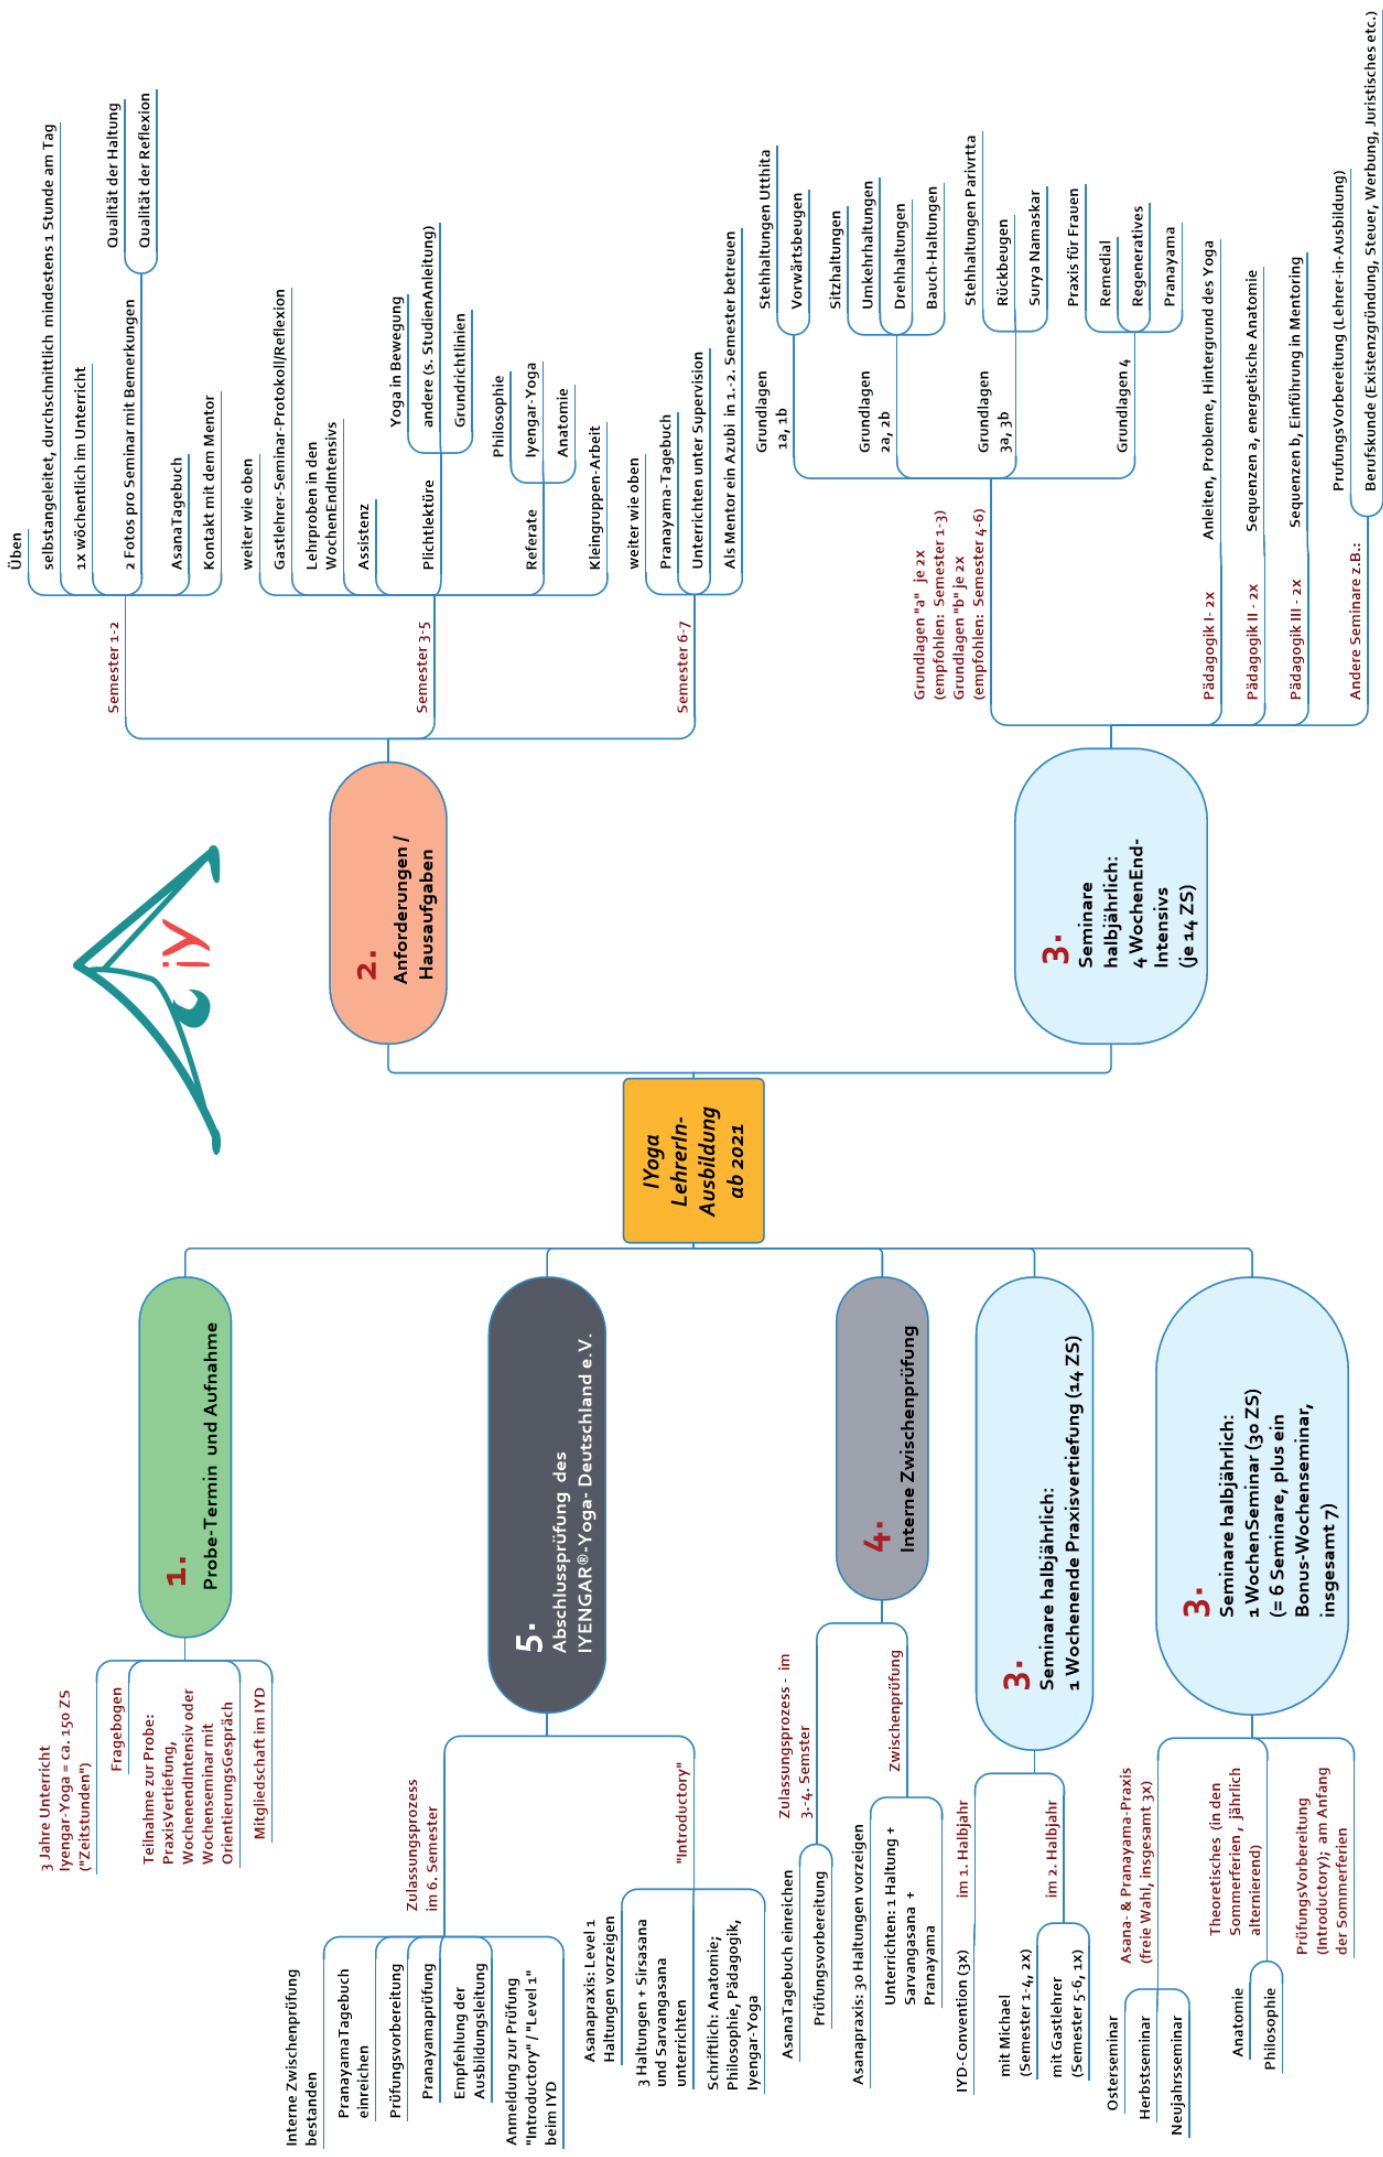 IYoga
LehrerIn-
Ausbildung
ab 2021
iy
1.
Probe-Termin und Aufnahme
3 Jahre Unterricht
Iyengar-Yoga = ca. 150 ZS
("Zeitstunden")
Fragebogen
Teilnahme zur Probe:
PraxisVertiefung,
WochenendIntensiv oder
Wochenseminar mit
OrientierungsGespräch
Mitgliedschaft im IYD
2.
Anforderungen /
Hausaufgaben
Semester 1-2
Üben
selbstangeleitet, durchschnittlich mindestens 1 Stunde am Tag
1x wöchentlich im Unterricht
2 Fotos pro Seminar mit Bemerkungen
Qualität der Haltung
Qualität der Reflexion
AsanaTagebuch
Kontakt mit dem Mentor
Semester 3-5
weiter wie oben
Gastlehrer-Seminar-Protokoll/Reflexion
Lehrproben in den
WochenEndIntensivs
Assistenz
Plichtlektüre
Yoga in Bewegung
andere (s. StudienAnleitung)
Grundrichtlinien
Referate
Philosophie
Iyengar-Yoga
Anatomie
Kleingruppen-Arbeit
Semester 6-7
weiter wie oben
Pranayama-Tagebuch
Unterrichten unter Supervision
Als Mentor ein Azubi in 1.-2. Semester betreuen
3.
Seminare
halbjährlich:
4 WochenEnd-
Intensivs
(je 14 ZS)
Grundlagen "a" je 2x
(empfohlen: Semester 1-3)
Grundlagen "b" je 2x
(empfohlen: Semester 4-6)
Grundlagen
1a, 1b
Stehhaltungen Utthita
Vorwärtsbeugen
Grundlagen
2a, 2b
Sitzhaltungen
Umkehrhaltungen
Drehhaltungen
Bauch-Haltungen
Grundlagen
3a, 3b
Stehhaltungen Parivrtta
Rückbeugen
Surya Namaskar
Grundlagen 4
Praxis für Frauen
Remedial
Regeneratives
Pranayama
Pädagogik I - 2x
Anleiten, Probleme, Hintergrund des Yoga
Pädagogik II - 2x
Sequenzen a, energetische Anatomie
Pädagogik III - 2x
Sequenzen b, Einführung in Mentoring
Andere Seminare z.B.:
PrüfungsVorbereitung (Lehrer-in-Ausbildung)
Berufskunde (Existenzgründung, Steuer, Werbung, Juristisches etc.)
5.
Abschlussprüfung des
IYENGAR®-Yoga- Deutschland e.V.
Zulassungsprozess
im 6. Semester
Interne Zwischenprüfung
bestanden
PranayamaTagebuch
einreichen
Prüfungsvorbereitung
Pranayamaprüfung
Empfehlung der
Ausbildungsleitung
Anmeldung zur Prüfung
"Introductory" / "Level 1"
beim IYD
"Introductory"
Asanapraxis: Level 1
Haltungen vorzeigen
3 Haltungen + Sirsasana
und Sarvangasana
unterrichten
Schriftlich: Anatomie;
Philosophie, Pädagogik,
Iyengar-Yoga
4.
Interne Zwischenprüfung
Zulassungsprozess - im
3.-4. Semster
AsanaTagebuch einreichen
Prüfungsvorbereitung
Zwischenprüfung
Asanapraxis: 30 Haltungen vorzeigen
Unterrichten: 1 Haltung +
Sarvangasana +
Pranayama
3.
Seminare halbjährlich:
1 Wochenende Praxisvertiefung (14 ZS)
im 1. Halbjahr
IYD-Convention (3x)
im 2. Halbjahr
mit Michael
(Semester 1-4, 2x)
mit Gastlehrer
(Semester 5-6, 1x)
3.
Seminare halbjährlich:
1 WochenSeminar (30 ZS)
(= 6 Seminare, plus ein
Bonus-Wochenseminar,
insgesamt 7)
Asana- & Pranayama-Praxis
(freie Wahl, insgesamt 3x)
Osterseminar
Herbstseminar
Neujahrsseminar
Theoretisches (in den
Sommerferien , jährlich
alternierend)
Anatomie
Philosophie
PrüfungsVorbereitung
(Introductory); am Anfang
der Sommerferien